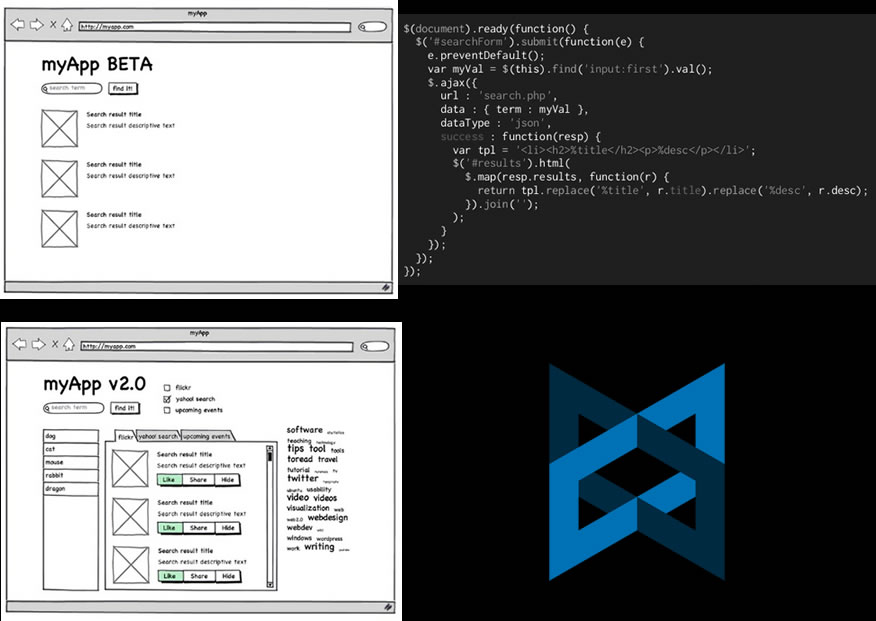 myApp
http://myapp.com
myApp BETA
search term
find it!
Search result title
Search result descriptive text
Search result title
Search result descriptive text
Search result title
Search result descriptive text
$(document).ready(function() {
$('#searchForm').submit(function(e) {
e.preventDefault();
var myVal = $(this).find('input:first').val();
$.ajax({
url : 'search.php',
data : { term : myVal },
dataType : 'json',
success : function(resp) {
var tpl = '<li><h2>%title</h2><p>%desc</p></li>';
$('#results').html(
$.map(resp.results, function(r) {
return tpl.replace('%title', r.title).replace('%desc', r.desc);
}).join('');
);
}
});
});
});
myApp
http://myapp.com
myApp v2.0
flickr
yahoo search
upcoming events
search term
find it!
dog
cat
mouse
rabbit
dragon
flickr yahoo search upcoming events
Search result title
Search result descriptive text
Like Share Hide
Search result title
Search result descriptive text
Like Share Hide
Search result title
Search result descriptive text
Like Share Hide
software
teaching
tips tool tools
toread travel
tutorial tv
twitter
ubuntu usability
video videos
visualization web
web2.0 webdesign
webdev
windows wordpress
work writing